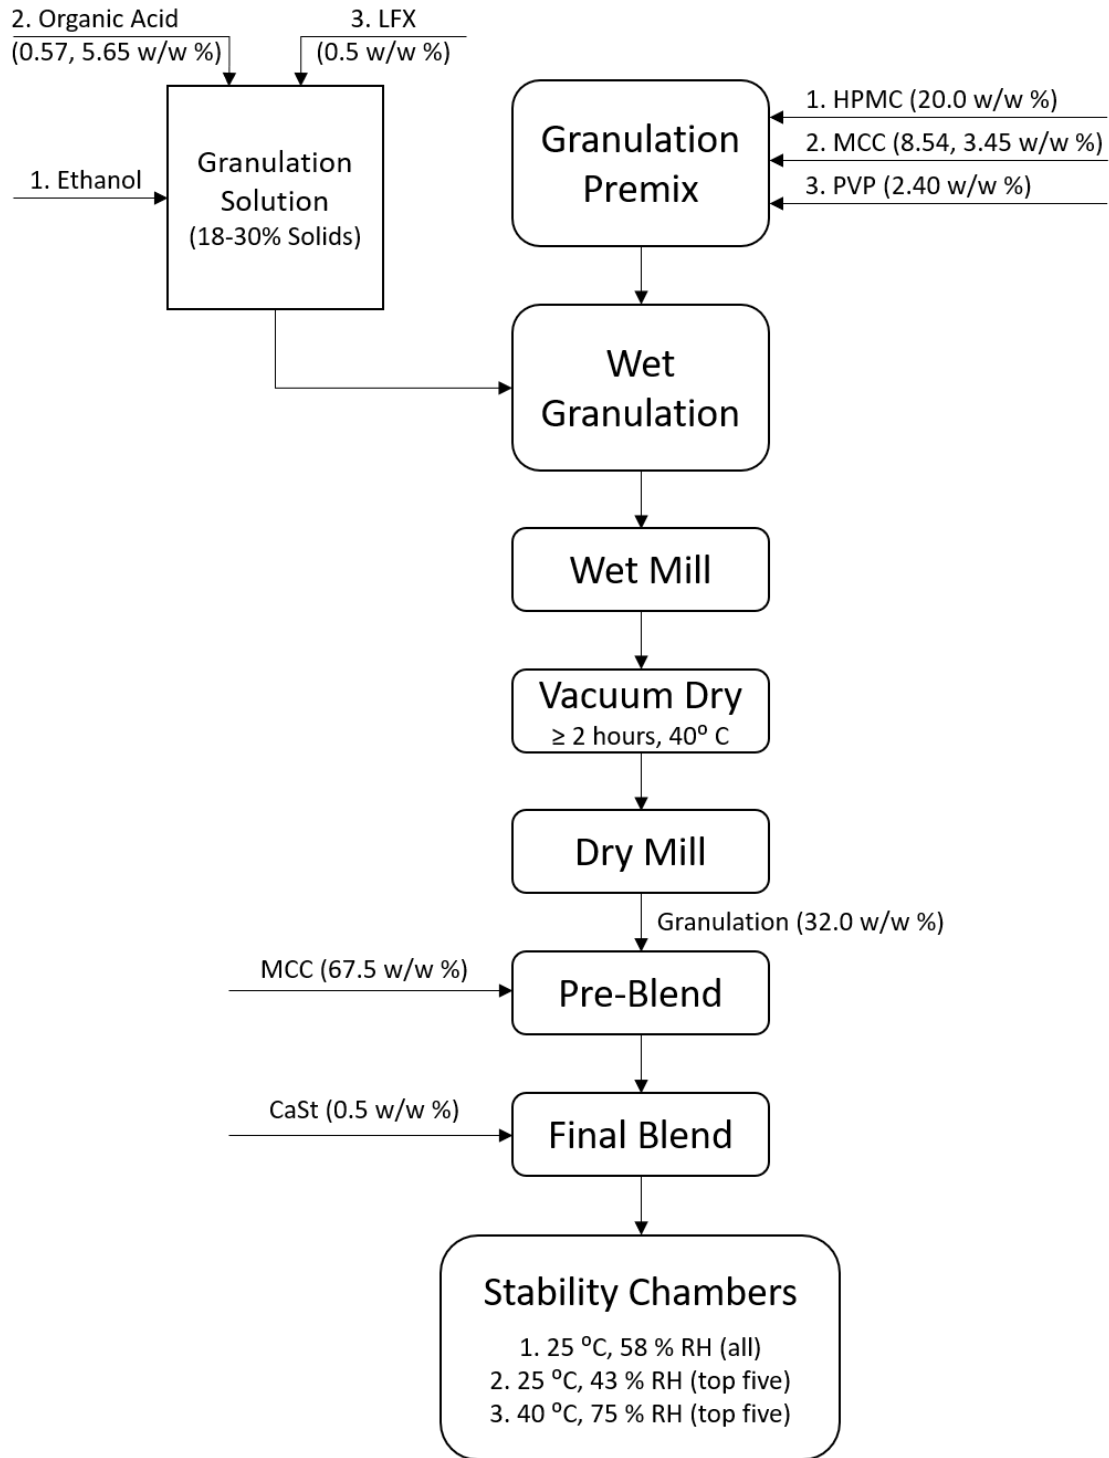 2. Organic Acid
(0.57, 5.65 w/w %)
3. LFX
(0.5 w/w %)
1. Ethanol
Granulation
Solution
(18-30% Solids)
Granulation
Premix
1. HPMC (20.0 w/w %)
2. MCC (8.54, 3.45 w/w %)
3. PVP (2.40 w/w %)
Wet
Granulation
Wet Mill
Vacuum Dry
≥ 2 hours, 40⁰ C
Dry Mill
Granulation (32.0 w/w %)
MCC (67.5 w/w %)
Pre-Blend
CaSt (0.5 w/w %)
Final Blend
Stability Chambers
1. 25 ⁰C, 58 % RH (all)
2. 25 ⁰C, 43 % RH (top five)
3. 40 ⁰C, 75 % RH (top five)